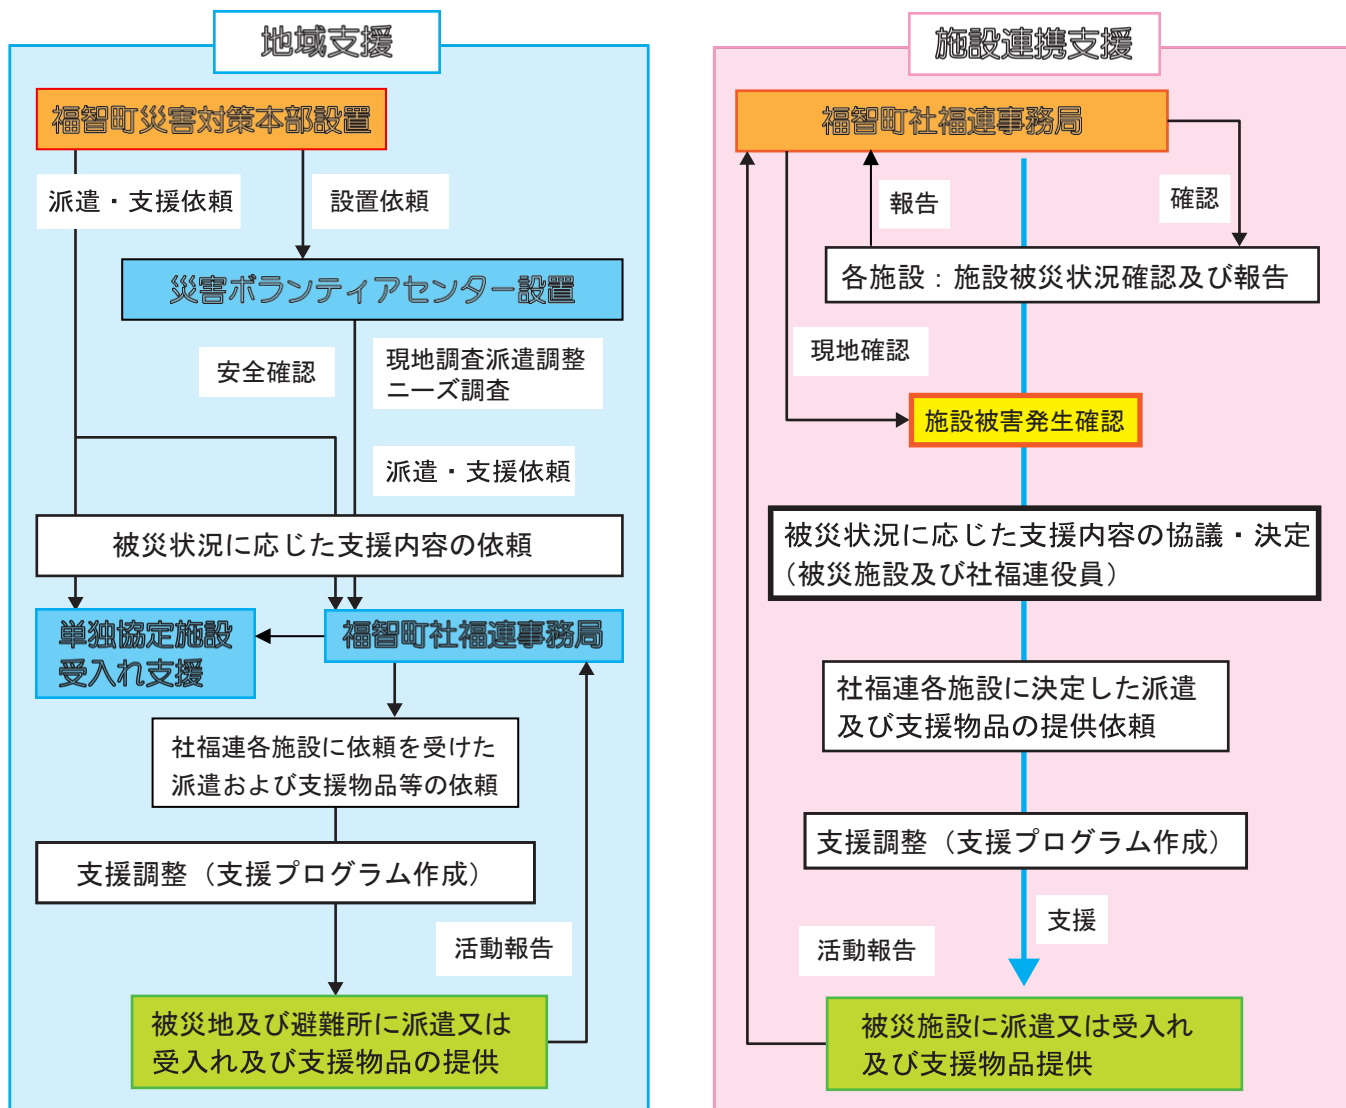 地域支援
福智町災害対策本部設置
派遣・支援依頼
設置依頼
災害ボランティアセンター設置
安全確認
現地調査派遣調整
ニーズ調査
派遣・支援依頼
被災状況に応じた支援内容の依頼
単独協定施設
受入れ支援
福智町社福連事務局
社福連各施設に依頼を受けた
派遣および支援物品等の依頼
支援調整（支援プログラム作成）
活動報告
被災地及び避難所に派遣又は
受入れ及び支援物品の提供
施設連携支援
福智町社福連事務局
報告
確認
各施設：施設被災状況確認及び報告
現地確認
施設被害発生確認
被災状況に応じた支援内容の協議・決定
（被災施設及び社福連役員）
社福連各施設に決定した派遣
及び支援物品の提供依頼
支援調整（支援プログラム作成）
支援
活動報告
被災施設に派遣又は受入れ
及び支援物品提供